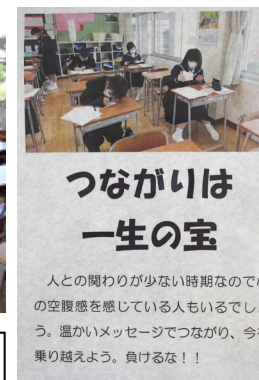 つながりは
一生の宝
人との関わりが少ない時期なので
の空腹感を感じている人もいるでし
う。温かいメッセージでつながり、今
乗り越えよう。負けるな！！